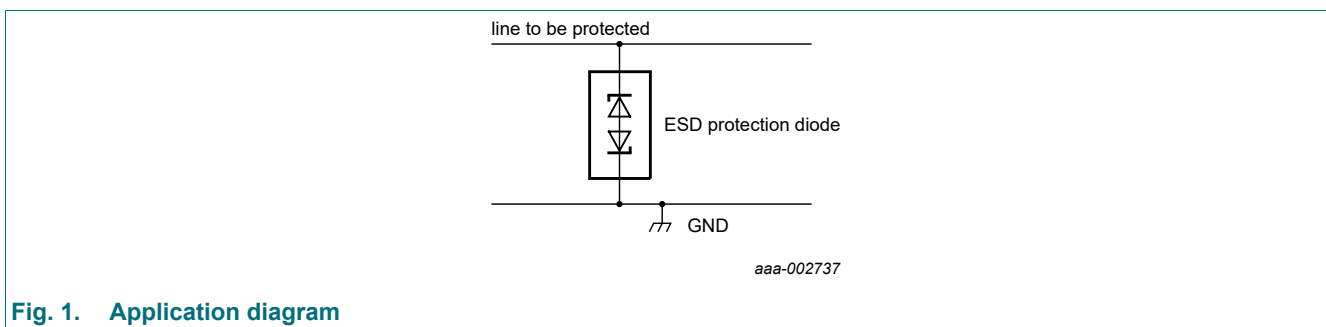 line to be protected
ESD protection diode
GND
aaa-002737
Fig. 1. Application diagram